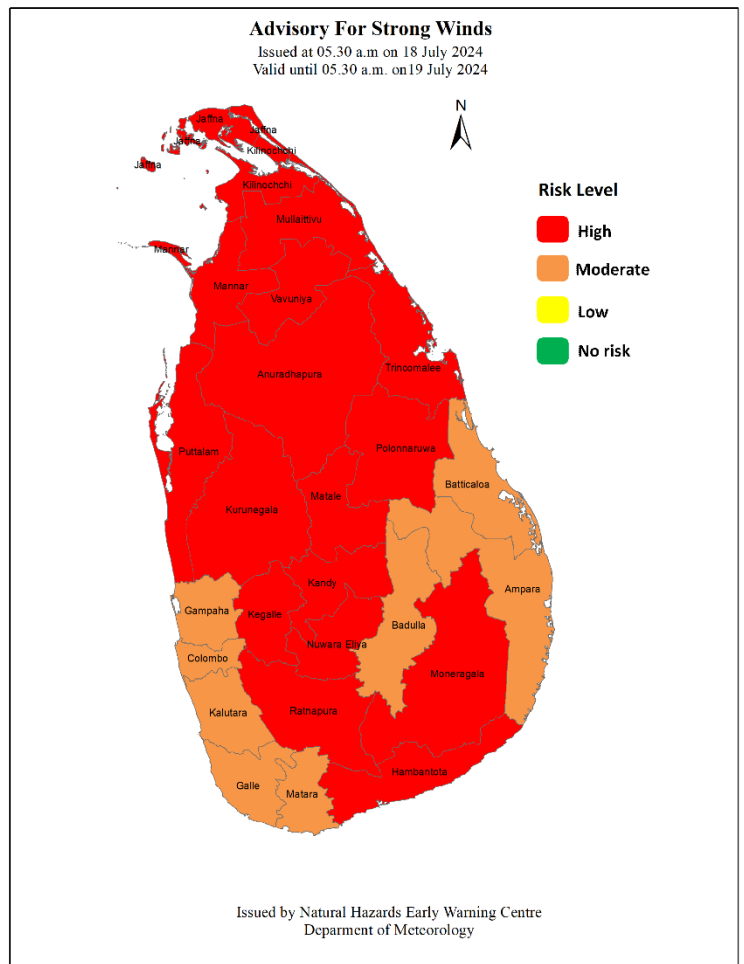 Advisory For Strong Winds
Issued at 05.30 a.m on 18 July 2024
Valid until 05.30 a.m. on19 July 2024
N
Jaffna
Jaffna
Jaffna
Kilinochchi
Jaffna
Kilinochchi
Mullaittivu
Mannar
Mannar
Vavuniya
Anuradhapura
Trincomalee
Puttalam
Polonnaruwa
Batticaloa
Kurunegala
Matale
Kandy
Ampara
Gampaha
Kegalle
Badulla
Nuwara Eliya
Colombo
Moneragala
Kalutara
Ratnapura
Hambantota
Galle
Matara
Risk Level
High
Moderate
Low
No risk
Issued by Natural Hazards Early Warning Centre
Deparment of Meteorology